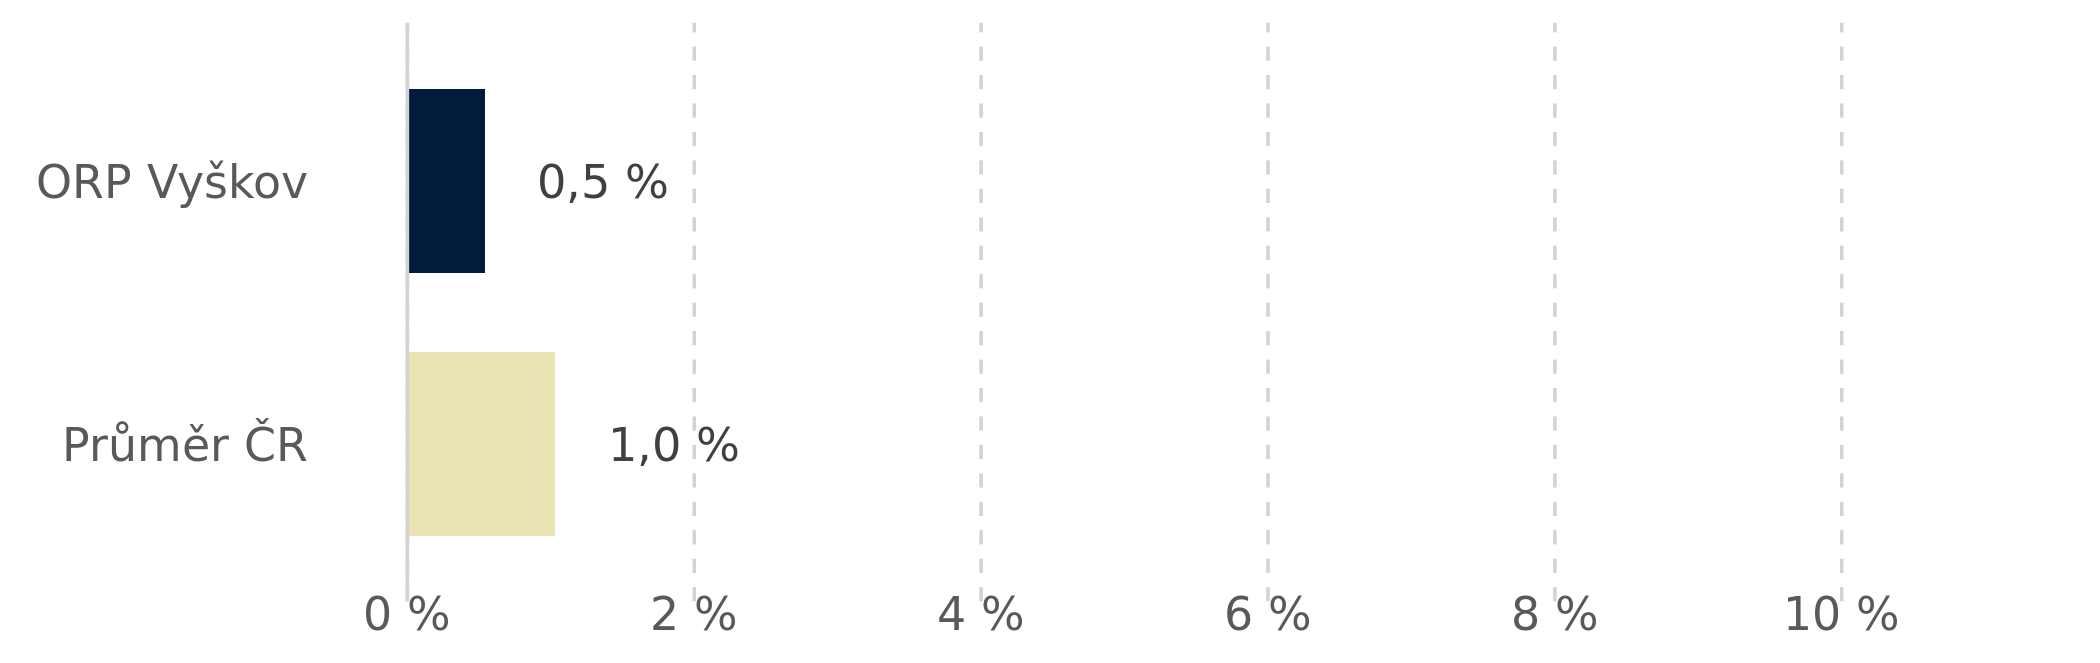 ORP Vyškov 0,5 %
Průměr ČR 1,0 %
0 % 2 % 4 % 6 % 8 % 10 %